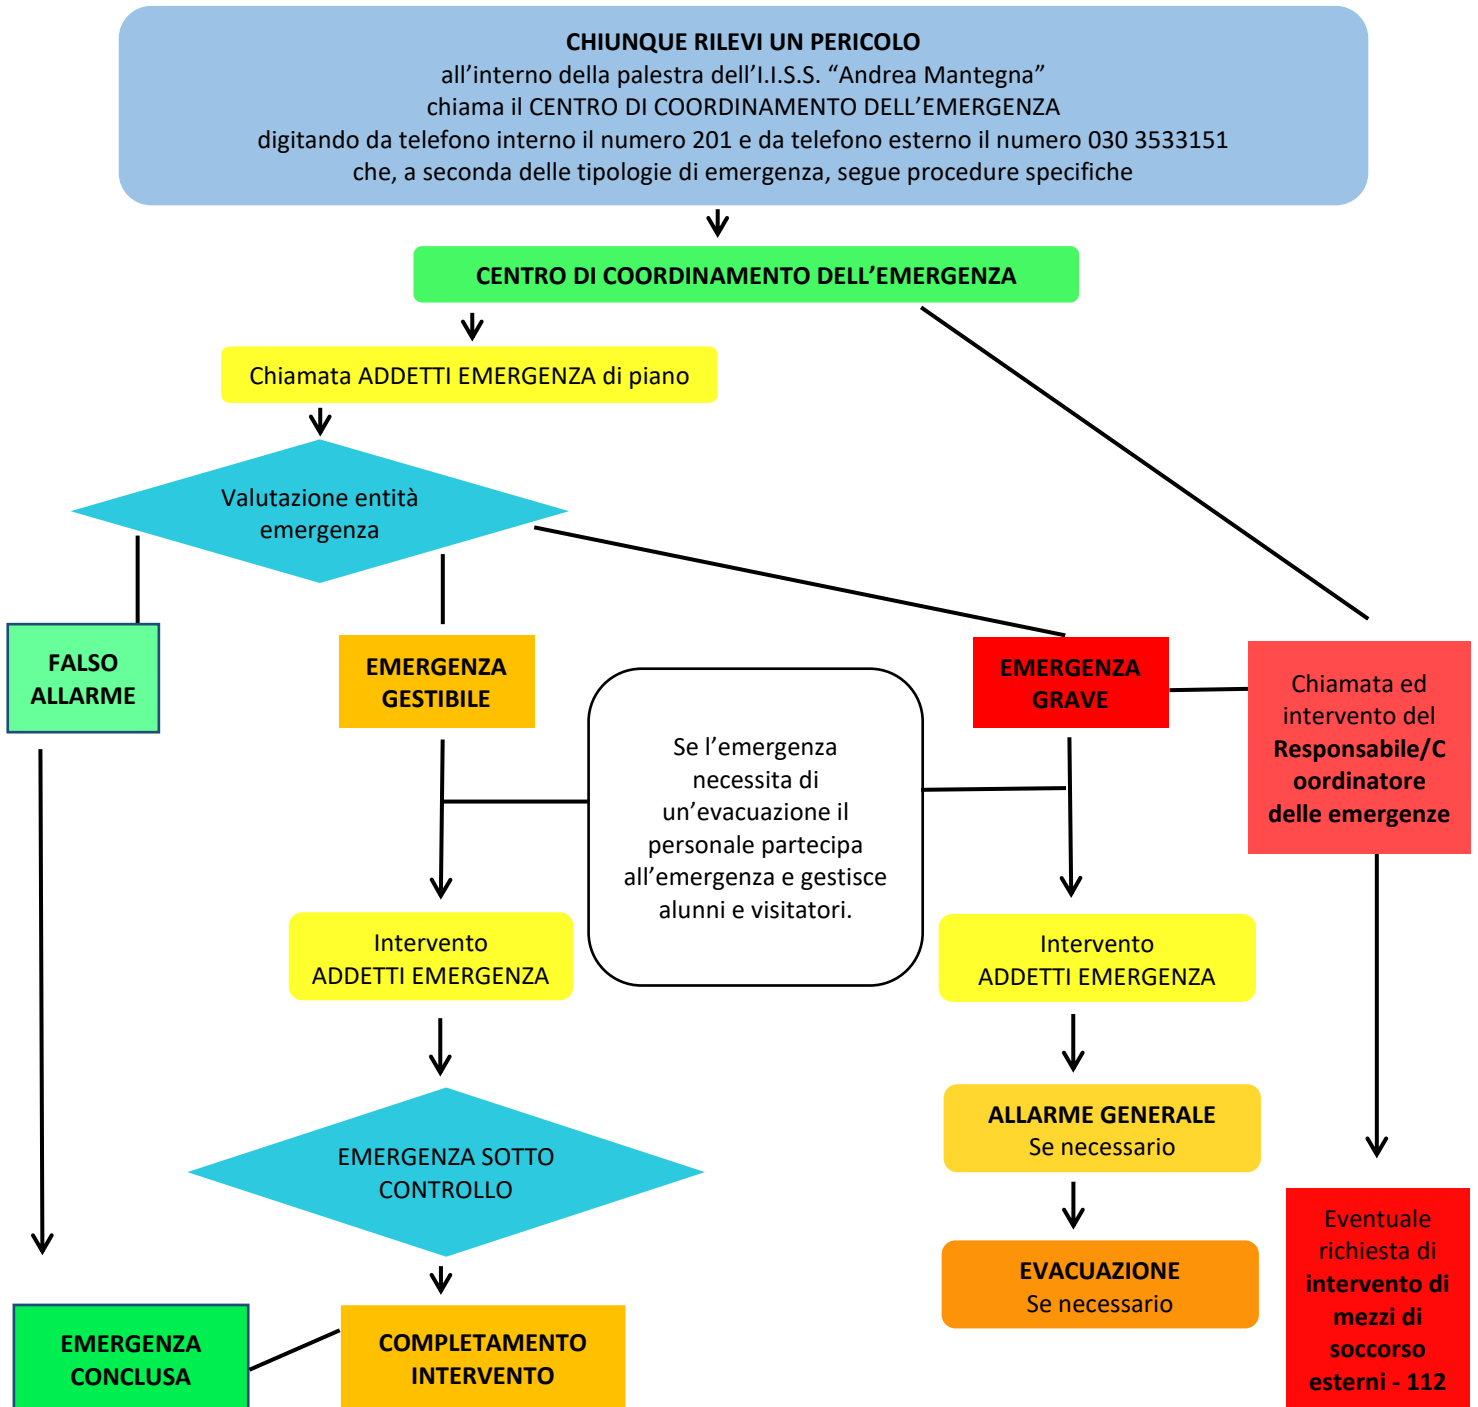 CHIUNQUE RILEVI UN PERICOLO
all’interno della palestra dell’I.I.S.S. “Andrea Mantegna”
chiama il CENTRO DI COORDINAMENTO DELL’EMERGENZA
digitando da telefono interno il numero 201 e da telefono esterno il numero 030 3533151
che, a seconda delle tipologie di emergenza, segue procedure specifiche
CENTRO DI COORDINAMENTO DELL’EMERGENZA
Chiamata ADDETTI EMERGENZA di piano
Valutazione entità
emergenza
FALSO
ALLARME
EMERGENZA
GESTIBILE
Se l’emergenza
necessita di
un’evacuazione il
personale partecipa
all’emergenza e gestisce
alunni e visitatori.
EMERGENZA
GRAVE
Chiamata ed
intervento del
Responsabile/C
oordinatore
delle emergenze
Intervento
ADDETTI EMERGENZA
Intervento
ADDETTI EMERGENZA
EMERGENZA SOTTO
CONTROLLO
ALLARME GENERALE
Se necessario
EVACUAZIONE
Se necessario
Eventuale
richiesta di
intervento di
mezzi di
soccorso
esterni - 112
EMERGENZA
CONCLUSA
COMPLETAMENTO
INTERVENTO